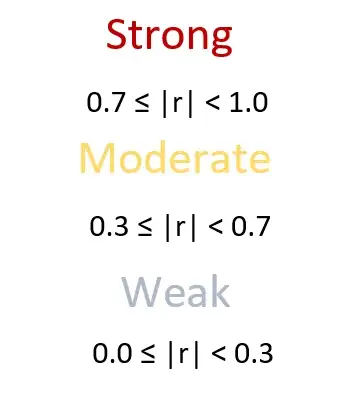 Strong
0.7 ≤ |r| < 1.0
Moderate
0.3 ≤ |r| < 0.7
Weak
0.0 ≤ |r| < 0.3